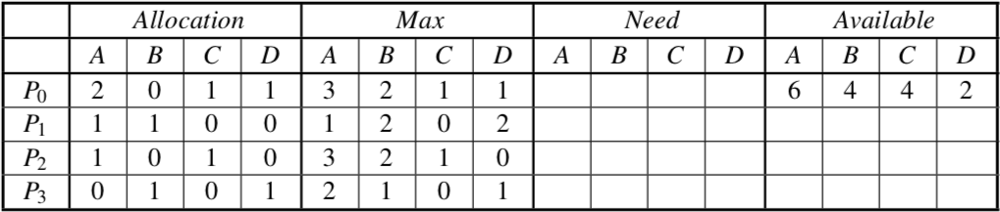 Allocation Max Need Available
A B C D A B C D A B C D A B C D
P0 2 0 1 1 3 2 1 1 6 4 4 2
P1 1 1 0 0 1 2 0 2
P2 1 0 1 0 3 2 1 0
P3 0 1 0 1 2 1 0 1